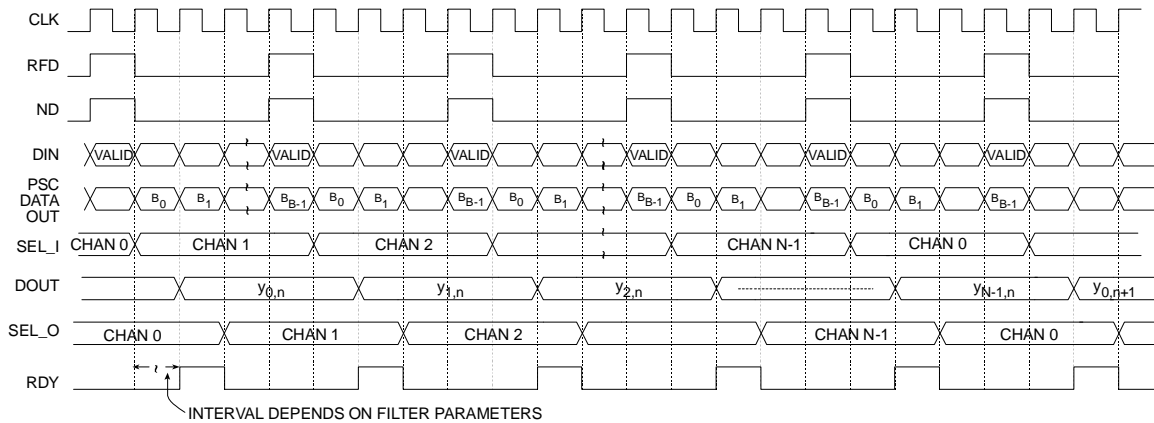 CLK
RFD
ND
DIN VALID VALID VALID VALID VALID VALID
PSC DATA OUT B0 B1 BB-1 B0 B1 BB-1 B0 B1 BB-1 B0 B1 BB-1 B0 B1 BB-1
SEL_I CHAN 0 CHAN 1 CHAN 2 CHAN N-1 CHAN 0
DOUT y0,n y1,n y2,n yN-1,n y0,n+1
SEL_O CHAN 0 CHAN 1 CHAN 2 CHAN N-1 CHAN 0
RDY
INTERVAL DEPENDS ON FILTER PARAMETERS